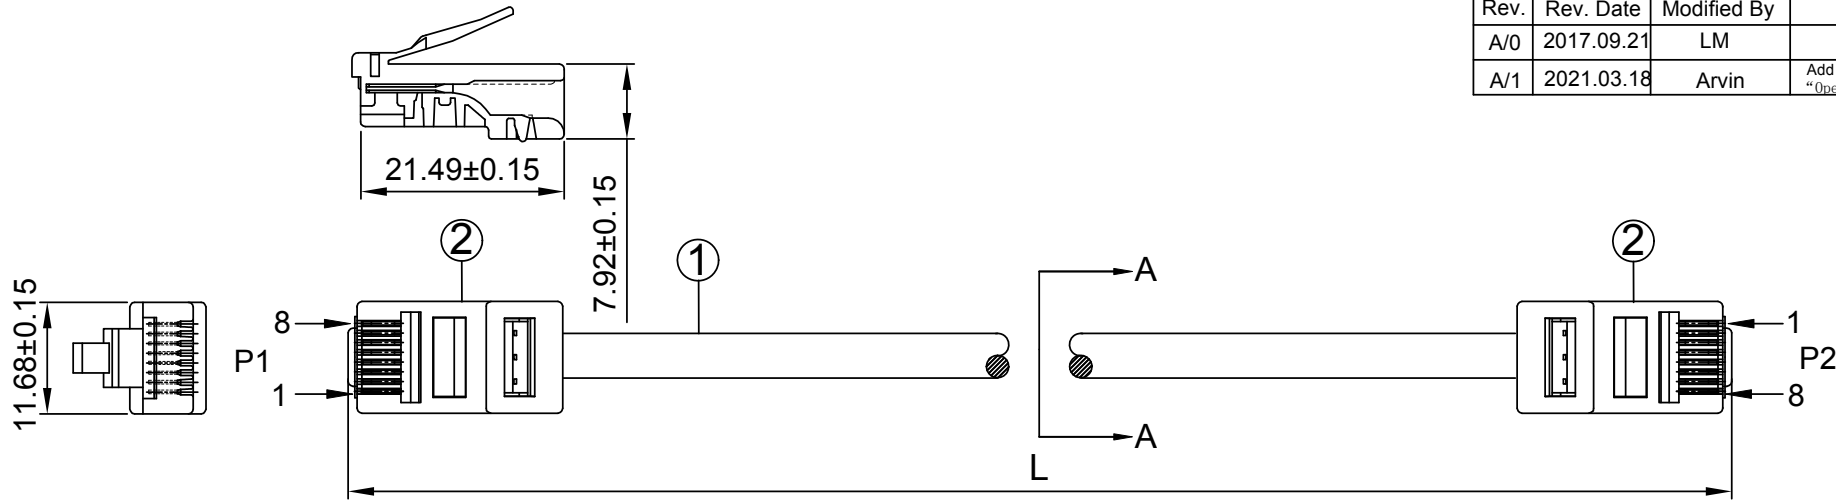 Rev. Rev. Date Modified By
A/0 2017.09.21 LM
A/1 2021.03.18 Arvin Add
“Ope
21.49±0.15
7.92±0.15
11.68±0.15
2
1
2
A
8
1
P1
P2
1
8
A
L